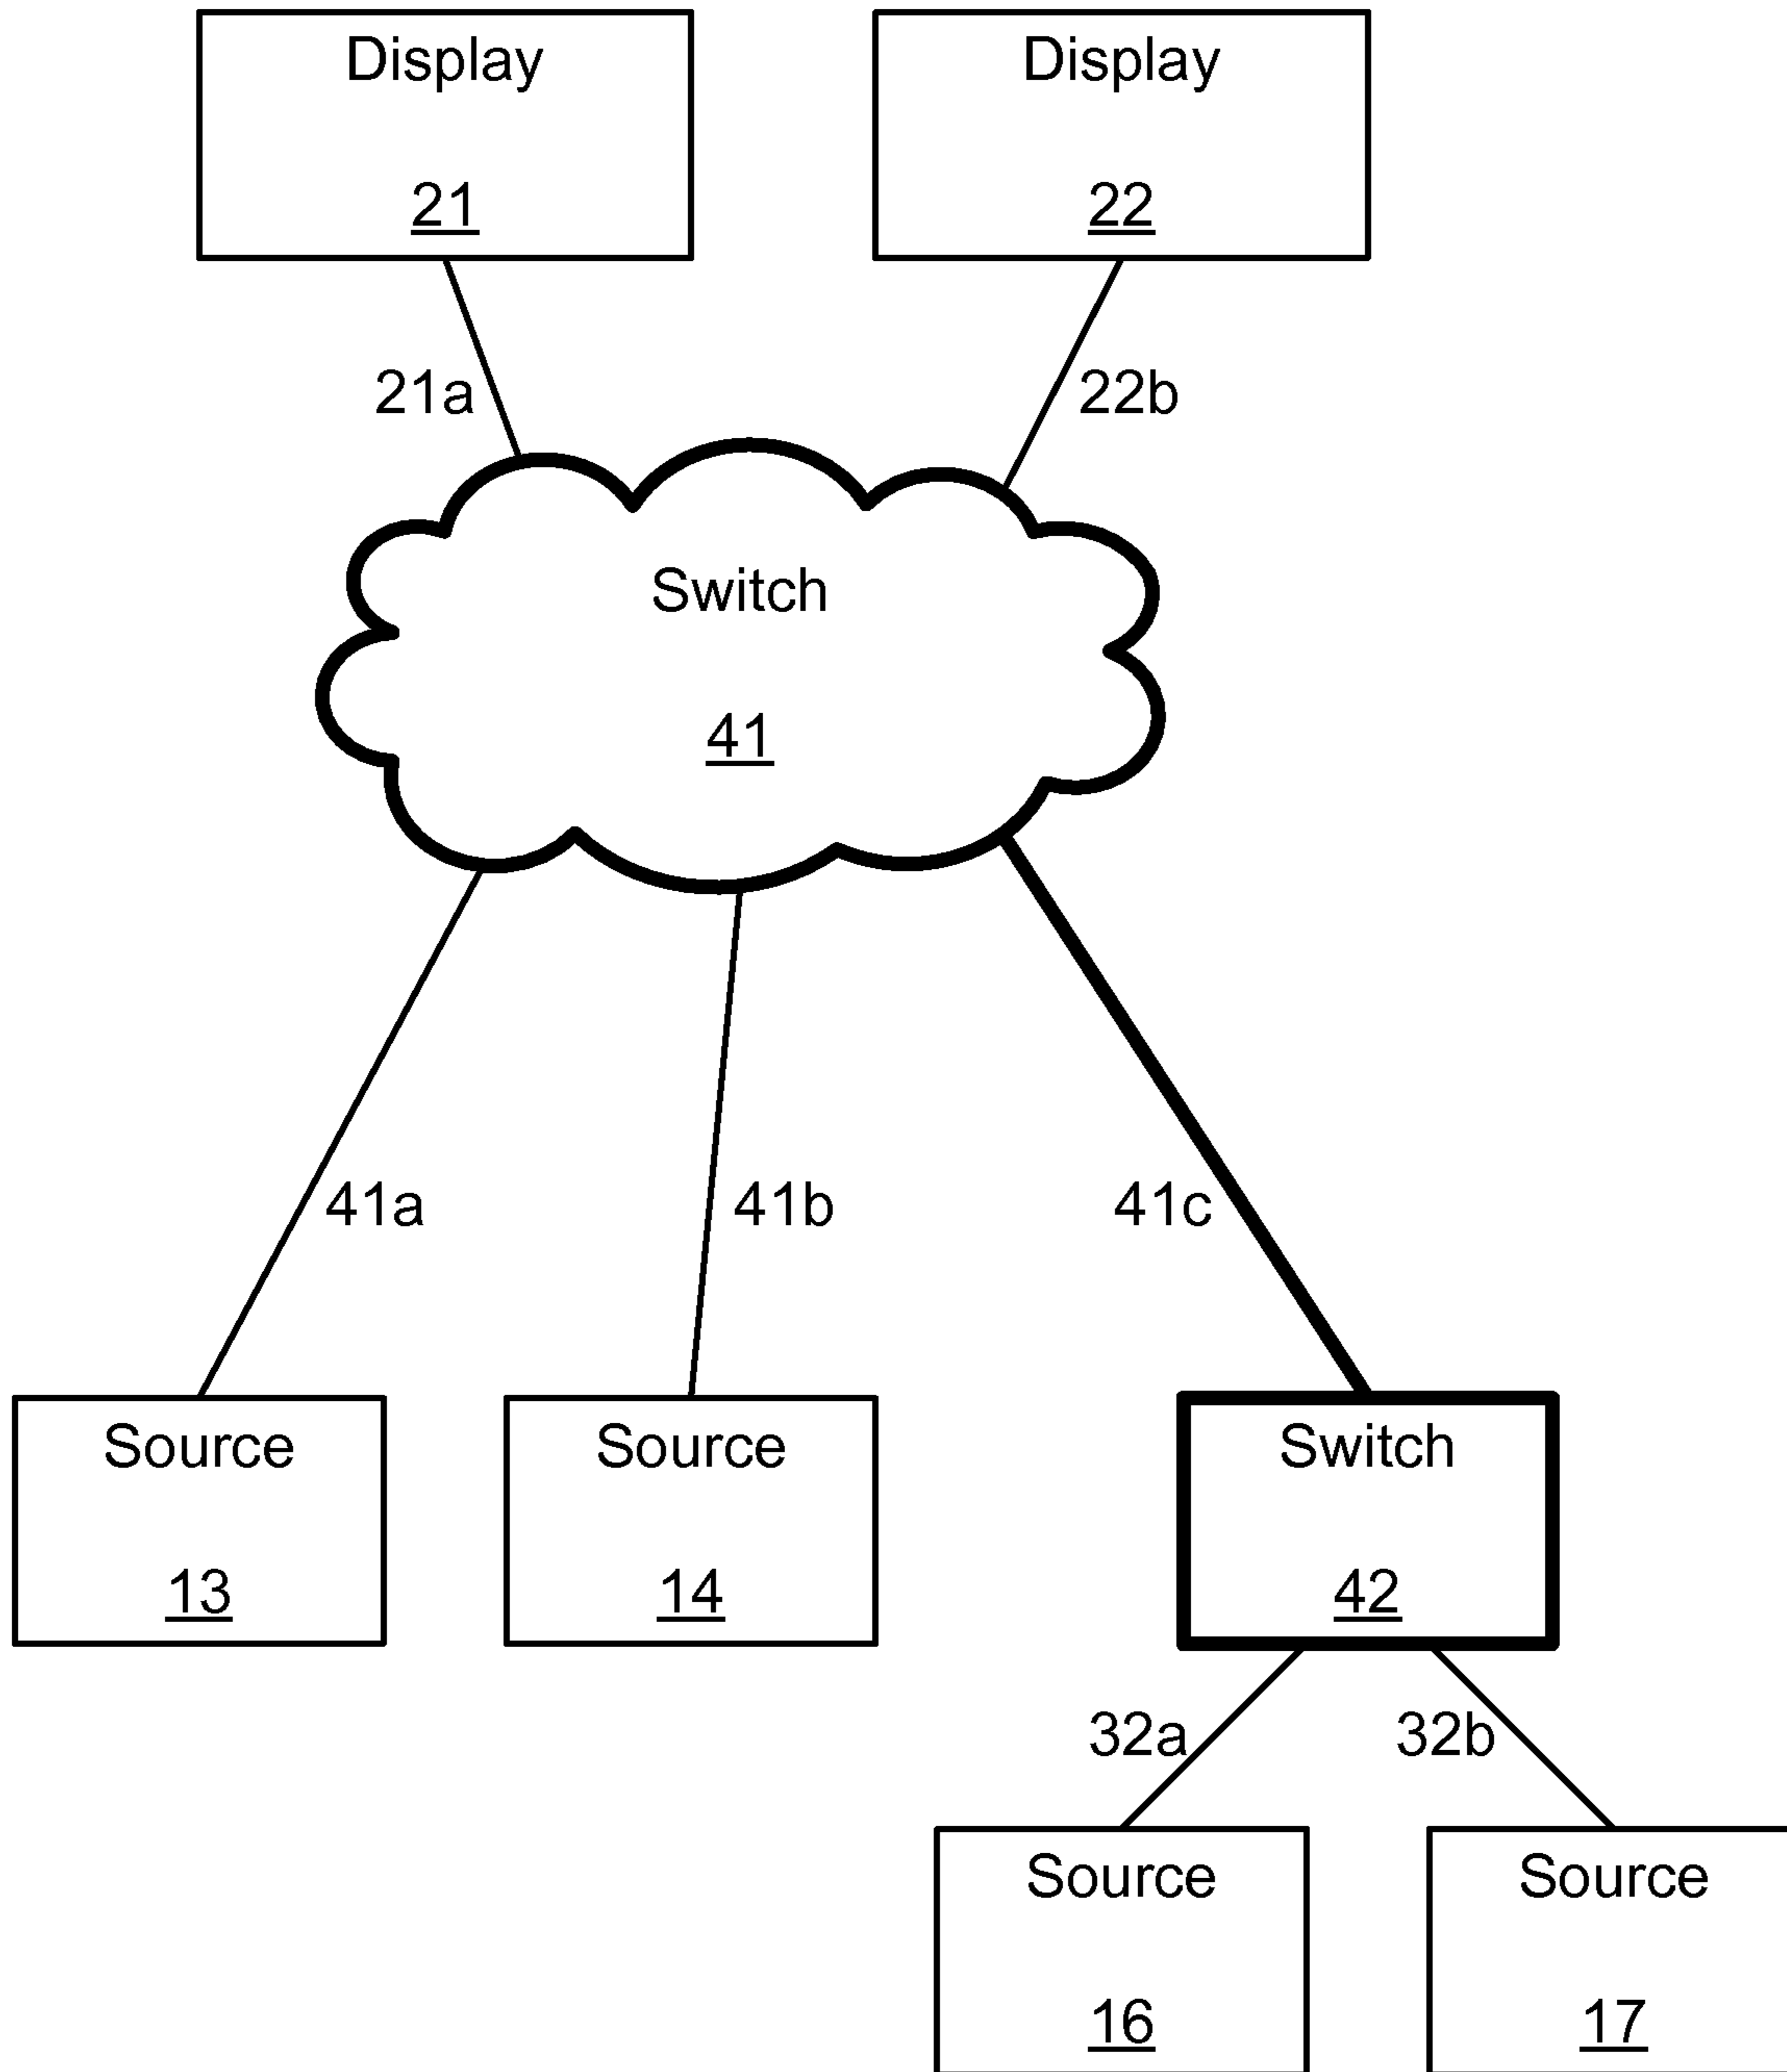 Display
21
Display
22
21a
22b
Switch
41
41a
41b
41c
Source
13
Source
14
Switch
42
32a
32b
Source
16
Source
17